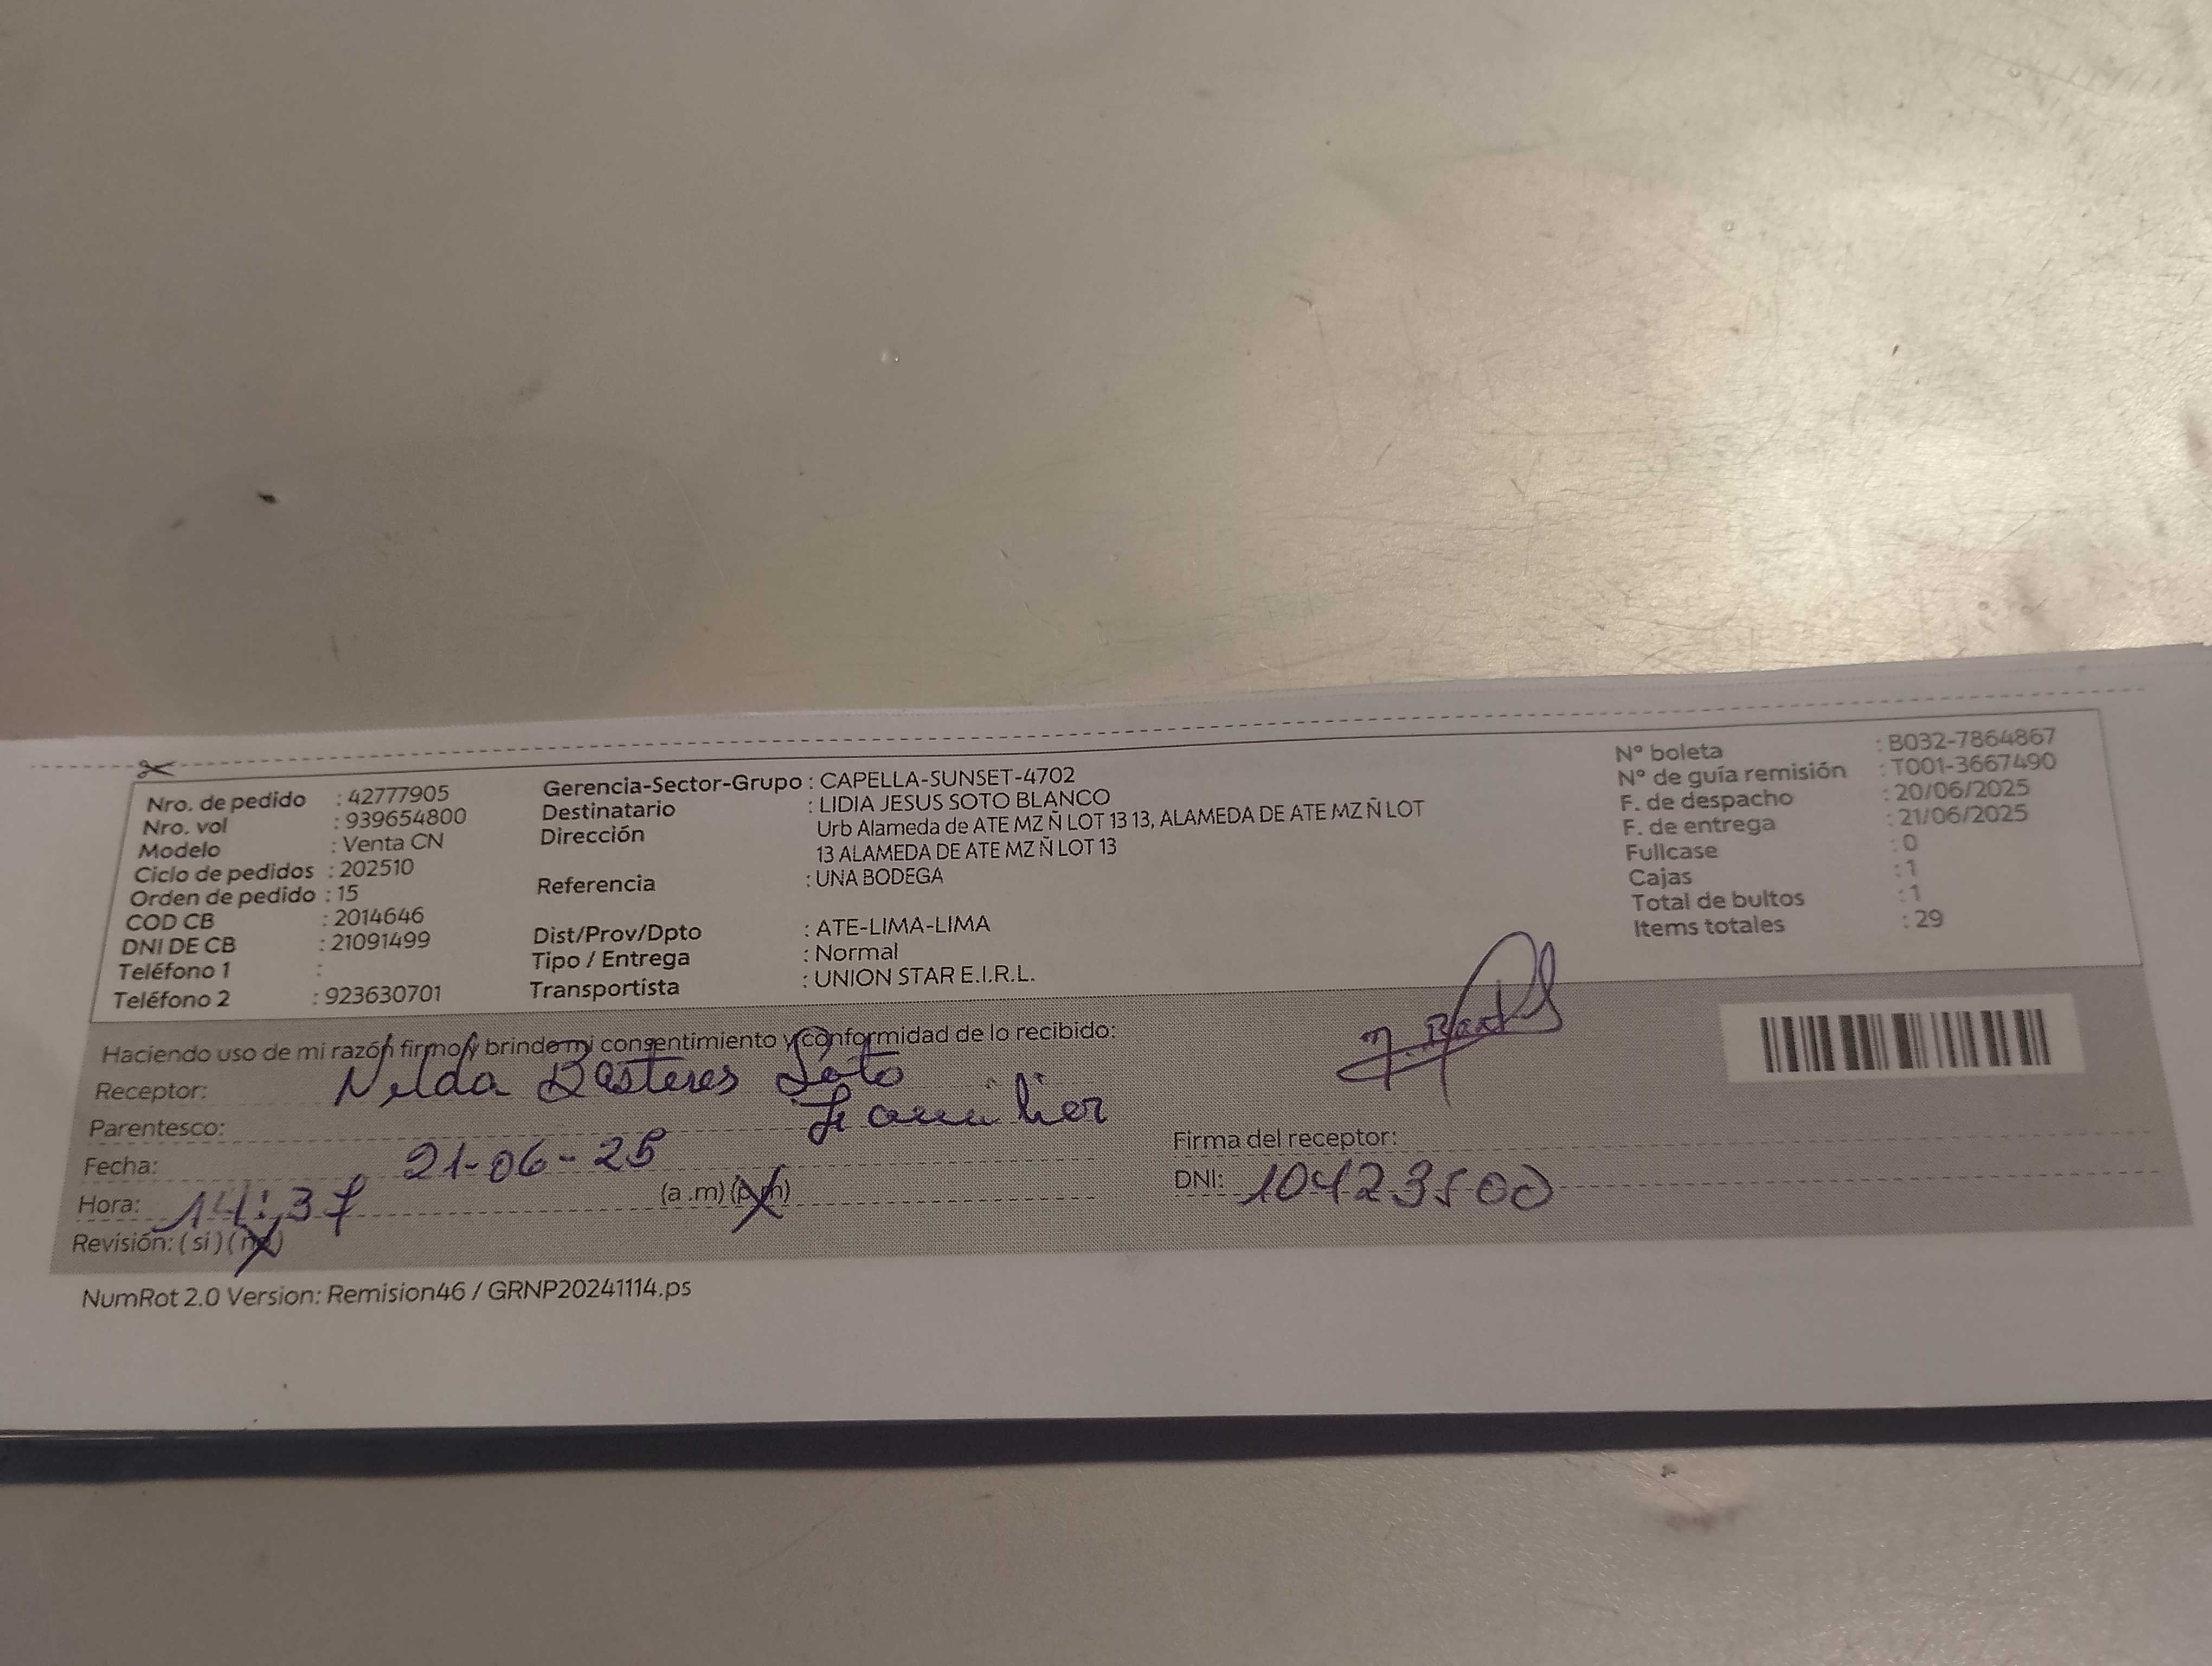 Nro. de pedido : 42777905
Nro. vol : 939654800
Modelo : Venta CN
Ciclo de pedidos : 202510
Orden de pedido : 15
COD CB : 2014646
DNI DE CB : 21091499
Teléfono 1 :
Teléfono 2 : 923630701
Gerencia-Sector-Grupo : CAPELLA-SUNSET-4702
Destinatario : LIDIA JESUS SOTO BLANCO
Dirección Urb Alameda de ATE MZ Ñ LOT 13 13, ALAMEDA DE ATE MZ Ñ LOT
13 ALAMEDA DE ATE MZ Ñ LOT 13
Referencia : UNA BODEGA
Dist/Prov/Dpto : ATE-LIMA-LIMA
Tipo / Entrega : Normal
Transportista : UNION STAR E.I.R.L.
N° boleta : B032-7864867
N° de guía remisión : T001-3667490
F. de despacho : 20/06/2025
F. de entrega : 21/06/2025
Fullcase : 0
Cajas : 1
Total de bultos : 1
Items totales : 29
Haciendo uso de mi razón firmo y brindo mi consentimiento y conformidad de lo recibido:
Receptor: Nelda Basteres Soto
Parentesco: Familier
Fecha: 21-06-25
Hora: 14:37 (a .m) (p.m)
Revisión: ( si ) ( no )
Firma del receptor:
DNI: 10423500
NumRot 2.0 Version: Remision46 / GRNP20241114.ps